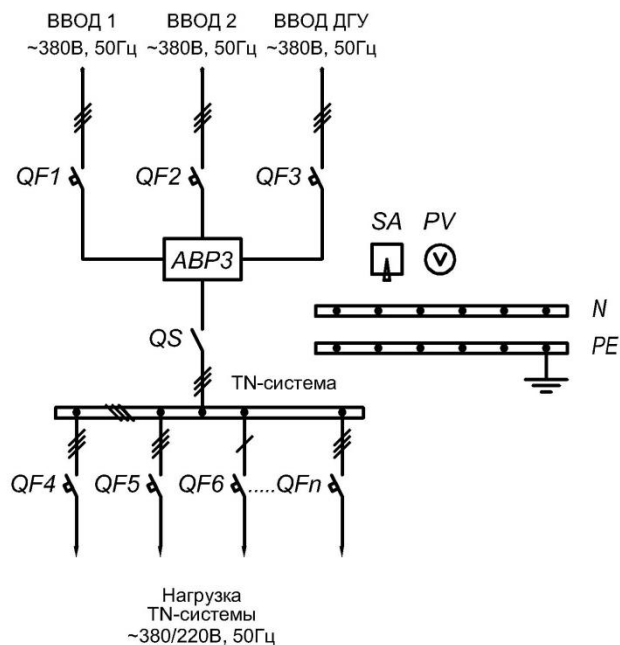 ВВОД 1 ВВОД 2 ВВОД ДГУ
~380В, 50Гц ~380В, 50Гц ~380В, 50Гц
QF1 QF2 QF3
SA PV
АВР3
V
N
QS
PE
TN-система
QF4 QF5 QF6 .....QFn
Нагрузка
TN-системы
~380/220В, 50Гц